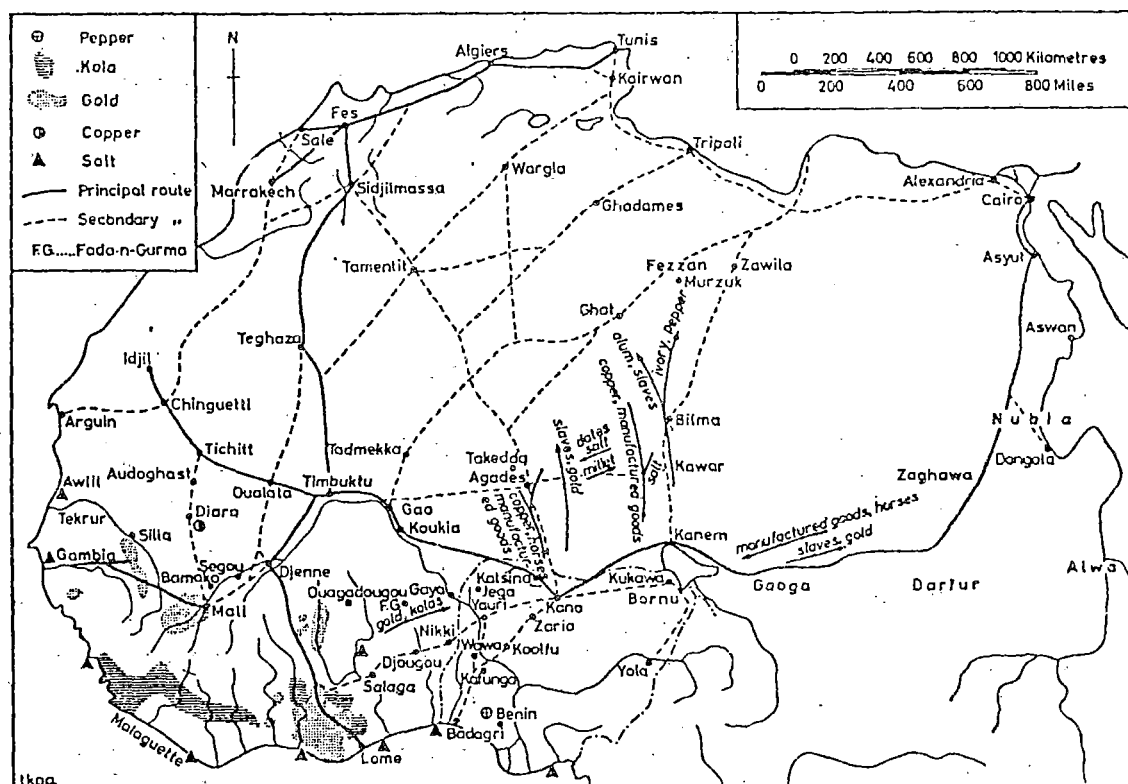 Pepper
Kola
Gold
Copper
Salt
Principal route
Secondary "
F.G.....Fada-n-Gurma
N
0 200 400 600 800 1000 Kilometres
0 200 400 600 800 Miles
Tunis
Algiers
Kairwan
Fes
Sale
Tripoli
Wargla
Marrakech
Sidjilmassa
Alexandria
Cairo
Ghadames
Asyut
Tamentit
Fezzan
Zawila
Murzuk
Ghat
Aswan
Teghaza
ivory, pepper
alum, slaves
Idjil
copper, manufactured goods
Chinguetti
Arguin
Bilma
Nubia
slaves, gold
dates
salt
milkit
Tichitt
Tadmekka
Takedda
Kawar
salt
Dongola
Audoghast
Agades
Zaghawa
Awlil
Oualata
Timbuktu
Gao
Diara
Koukia
copper, horses
manufactur-
ed goods
Tekrur
Silla
Kanem
manufactured goods, horses
slaves, gold
Gambia
Segou
Djenne
Bamako
Katsina
Kukawa
Gaoga
Darfur
Alwa
Mali
Ouagadougou
Gaya
Jega
Kano
Bornu
F.G.
gold, kolas
Yauri
Zaria
Nikki
Wawa
Koolfu
Djougou
Katunga
Yola
Salaga
Benin
Malaguette
Badagri
Lome